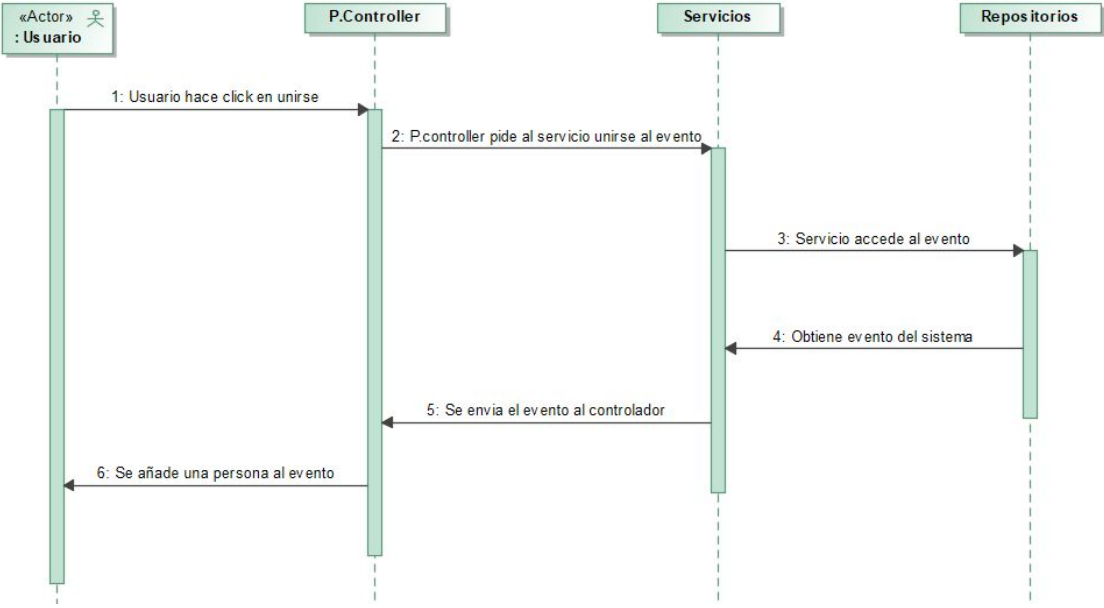 «Actor»
: Usuario
P.Controller
Servicios
Repositorios
1: Usuario hace click en unirse
2: P.controller pide al servicio unirse al evento
3: Servicio accede al evento
4: Obtiene evento del sistema
5: Se envia el evento al controlador
6: Se añade una persona al evento